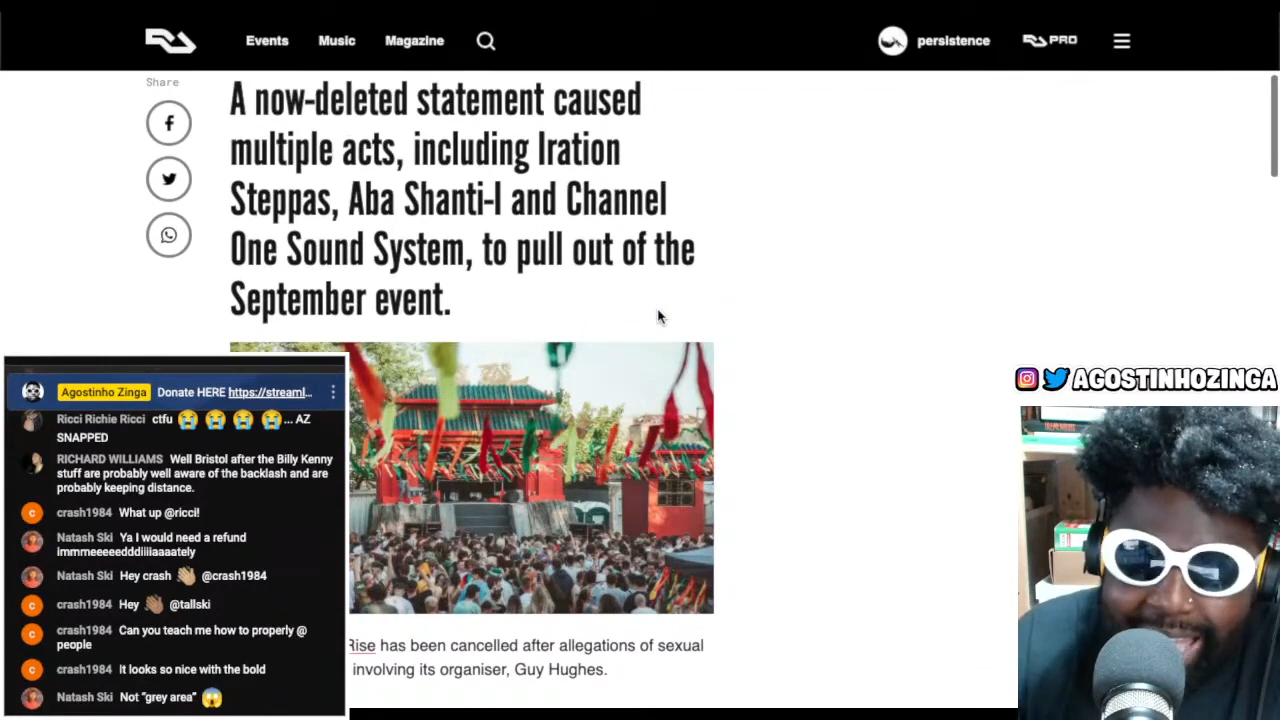 Events Music Magazine
persistence
PRO
Share
A now-deleted statement caused
multiple acts, including Iration
Steppas, Aba Shanti-I and Channel
One Sound System, to pull out of the
September event.
Agostinho Zinga Donate HERE https://streaml...
Ricci Richie Ricci ctfu 😭 😭 😭 😭... AZ
SNAPPED
RICHARD WILLIAMS Well Bristol after the Billy Kenny
stuff are probably well aware of the backlash and are
probably keeping distance.
crash1984 What up @ricci!
Natash Ski Ya I would need a refund
immmeeeeedddiiiiaaaately
Natash Ski Hey crash 👋🏽 @crash1984
crash1984 Hey 👋🏽 @tallski
crash1984 Can you teach me how to properly @
people
crash1984 It looks so nice with the bold
Natash Ski Not "grey area" 😱
Rise has been cancelled after allegations of sexual
involving its organiser, Guy Hughes.
AGOSTINHOZINGA